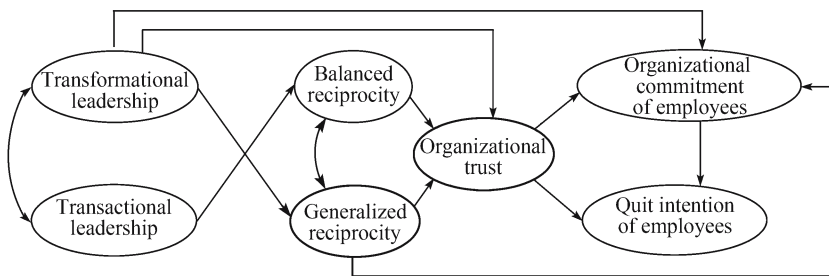 Transformational
leadership
Balanced
reciprocity
Organizational
commitment
of employees
Organizational
trust
Transactional
leadership
Generalized
reciprocity
Quit intention
of employees